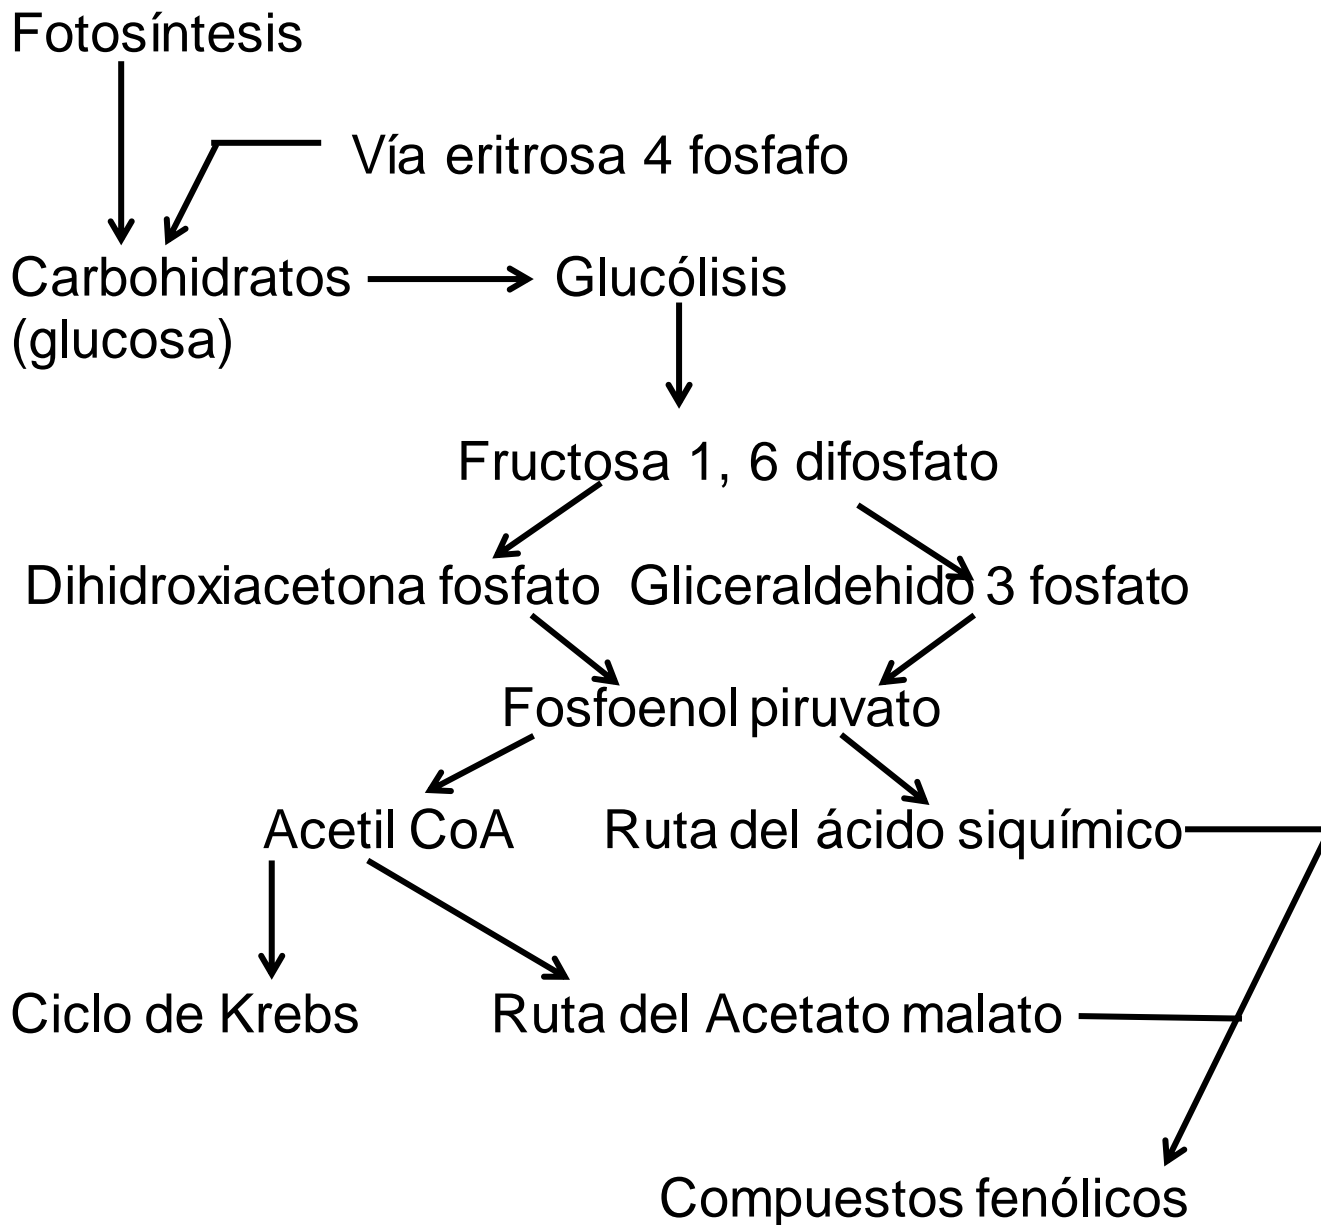 Fotosíntesis
Vía eritrosa 4 fosfafo
Carbohidratos
(glucosa)
Glucólisis
Fructosa 1, 6 difosfato
Dihidroxiacetona fosfato
Gliceraldehido 3 fosfato
Fosfoenol piruvato
Acetil CoA
Ruta del ácido siquímico
Ciclo de Krebs
Ruta del Acetato malato
Compuestos fenólicos